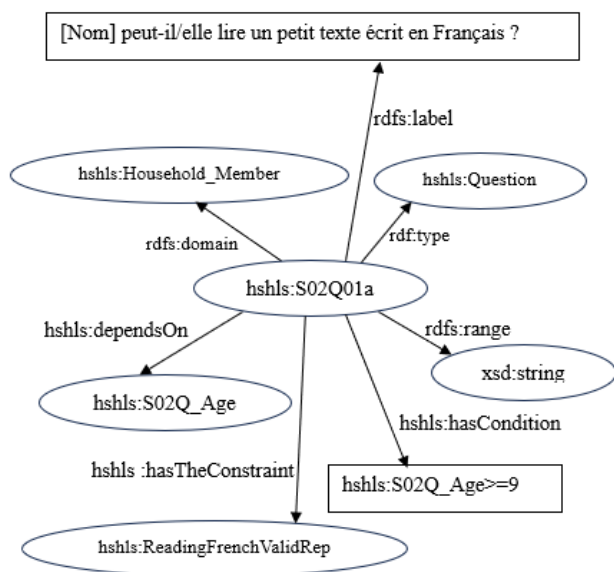 [Nom] peut-il/elle lire un petit texte écrit en Français ?
rdfs:label
hshls:Household_Member
hshls:Question
rdfs:domain
rdf:type
hshls:S02Q01a
hshls:dependsOn
rdfs:range
hshls:S02Q_Age
xsd:string
hshls:hasCondition
hshls :hasTheConstraint
hshls:S02Q_Age>=9
hshls:ReadingFrenchValidRep